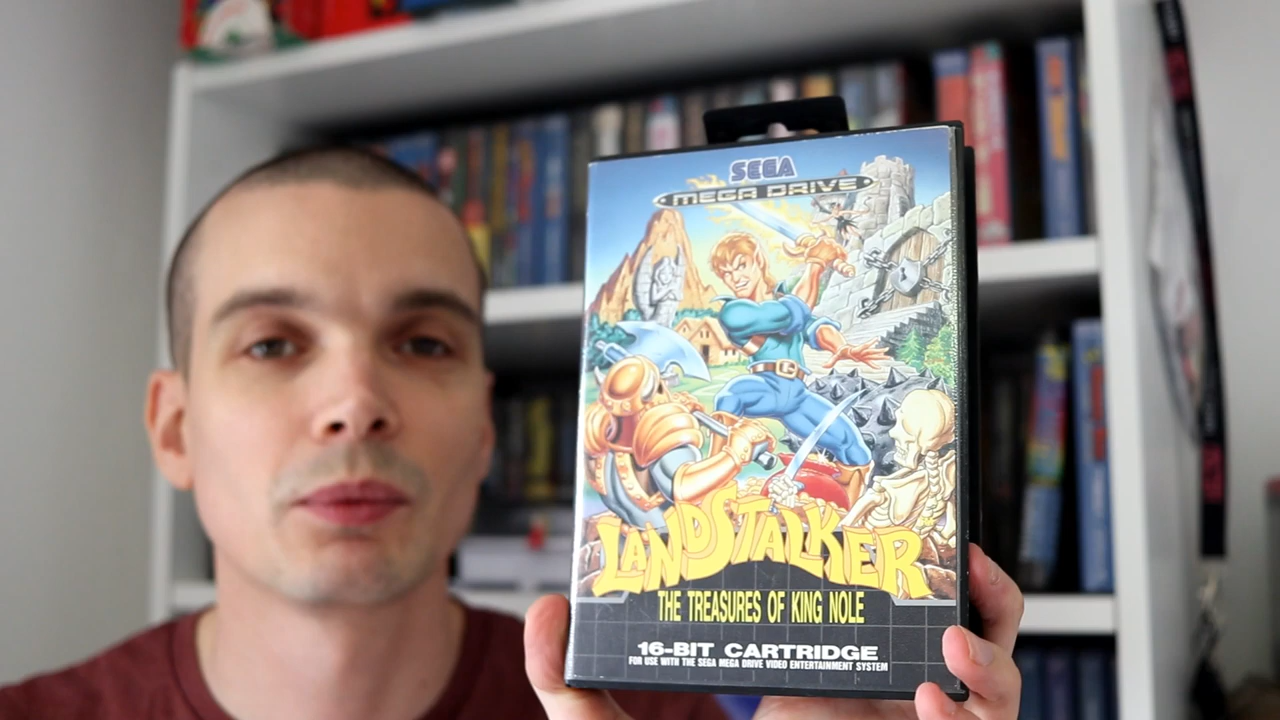 SEGA
MEGA DRIVE
LANDSTALKER
THE TREASURES OF KING NOLE
16-BIT CARTRIDGE
FOR USE WITH THE SEGA MEGA DRIVE VIDEO ENTERTAINMENT SYSTEM